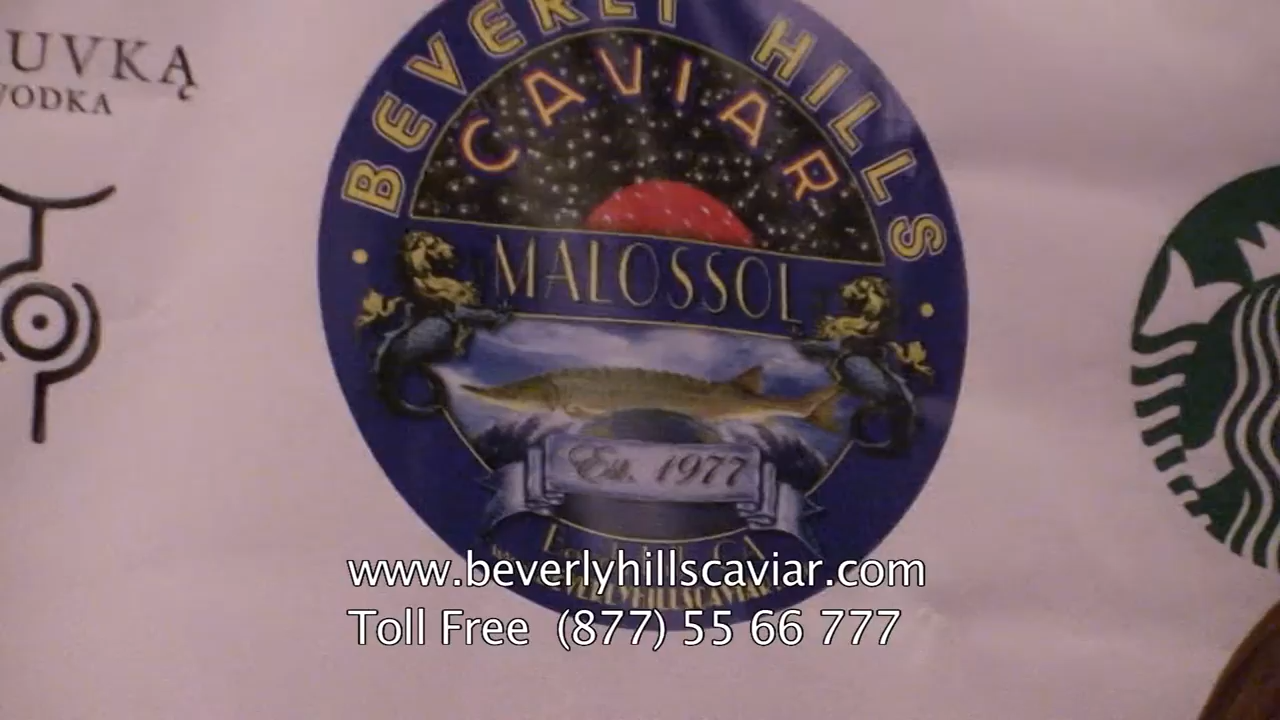 UVKĄ
VODKA
BEVERLY HILLS
CAVIAR
MALOSSOL
Est. 1977
www.beverlyhillscaviar.com
Toll Free (877) 55 66 777